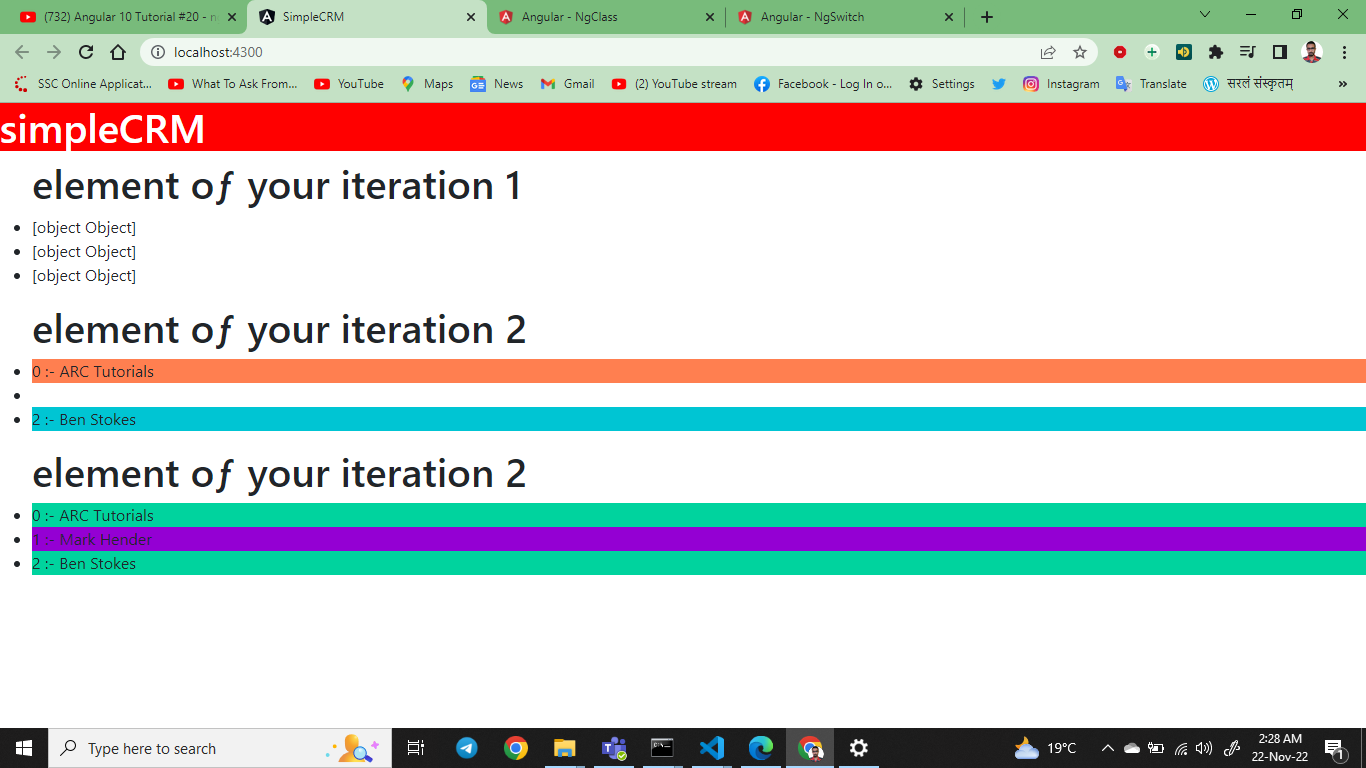 (732) Angular 10 Tutorial #20 - n
SimpleCRM
Angular - NgClass
Angular - NgSwitch
localhost:4300
SSC Online Applicat...
What To Ask From...
YouTube
Maps
News
Gmail
(2) YouTube stream
Facebook - Log In o...
Settings
Instagram
Translate
सरलं संस्कृतम्
»
simpleCRM
element oƒ your iteration 1
[object Object]
[object Object]
[object Object]
element oƒ your iteration 2
0 :- ARC Tutorials
2 :- Ben Stokes
element oƒ your iteration 2
0 :- ARC Tutorials
1 :- Mark Hender
2 :- Ben Stokes
Type here to search
19°C
2:28 AM
22-Nov-22
1